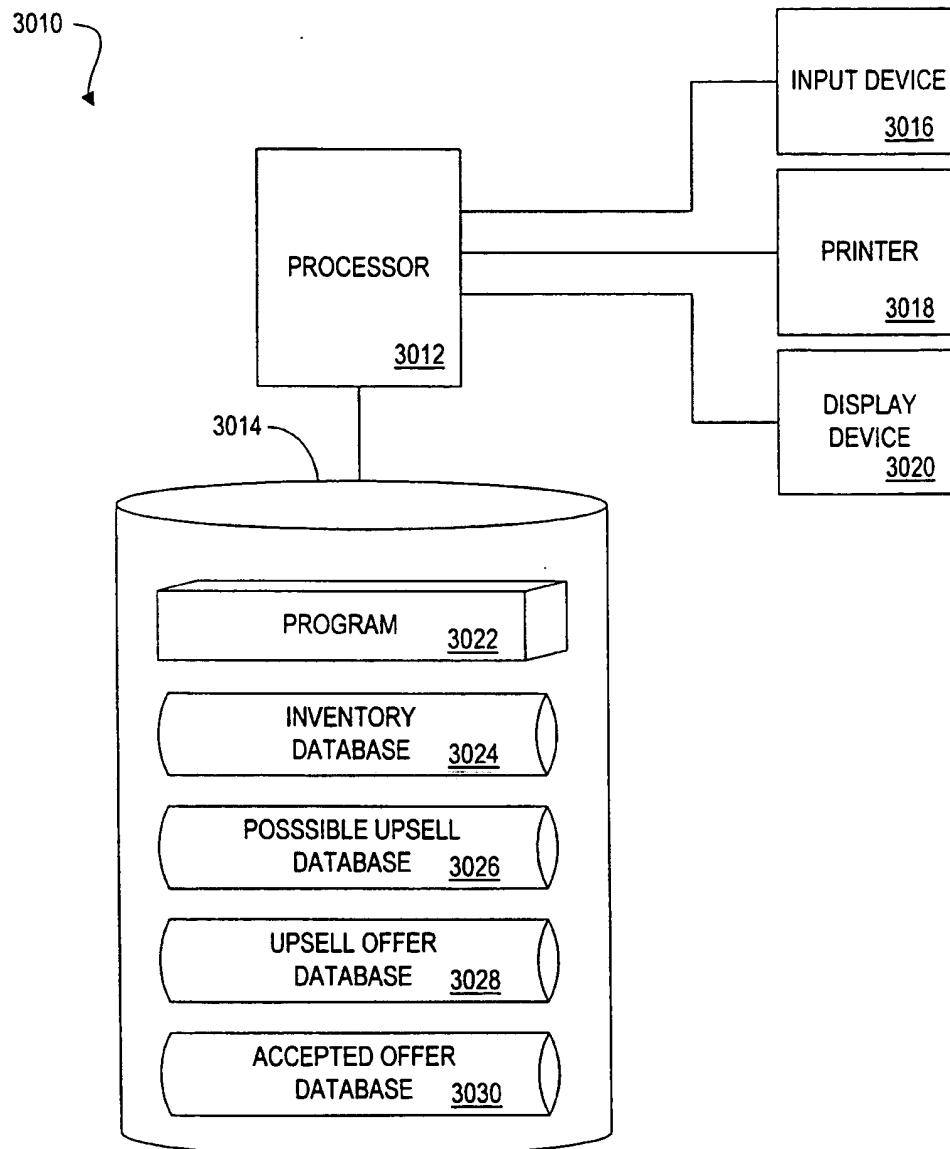 3010
INPUT DEVICE
3016
PROCESSOR
3012
PRINTER
3018
DISPLAY
DEVICE
3020
3014
PROGRAM
3022
INVENTORY
DATABASE
3024
POSSSIBLE UPSELL
DATABASE
3026
UPSELL OFFER
DATABASE
3028
ACCEPTED OFFER
DATABASE
3030